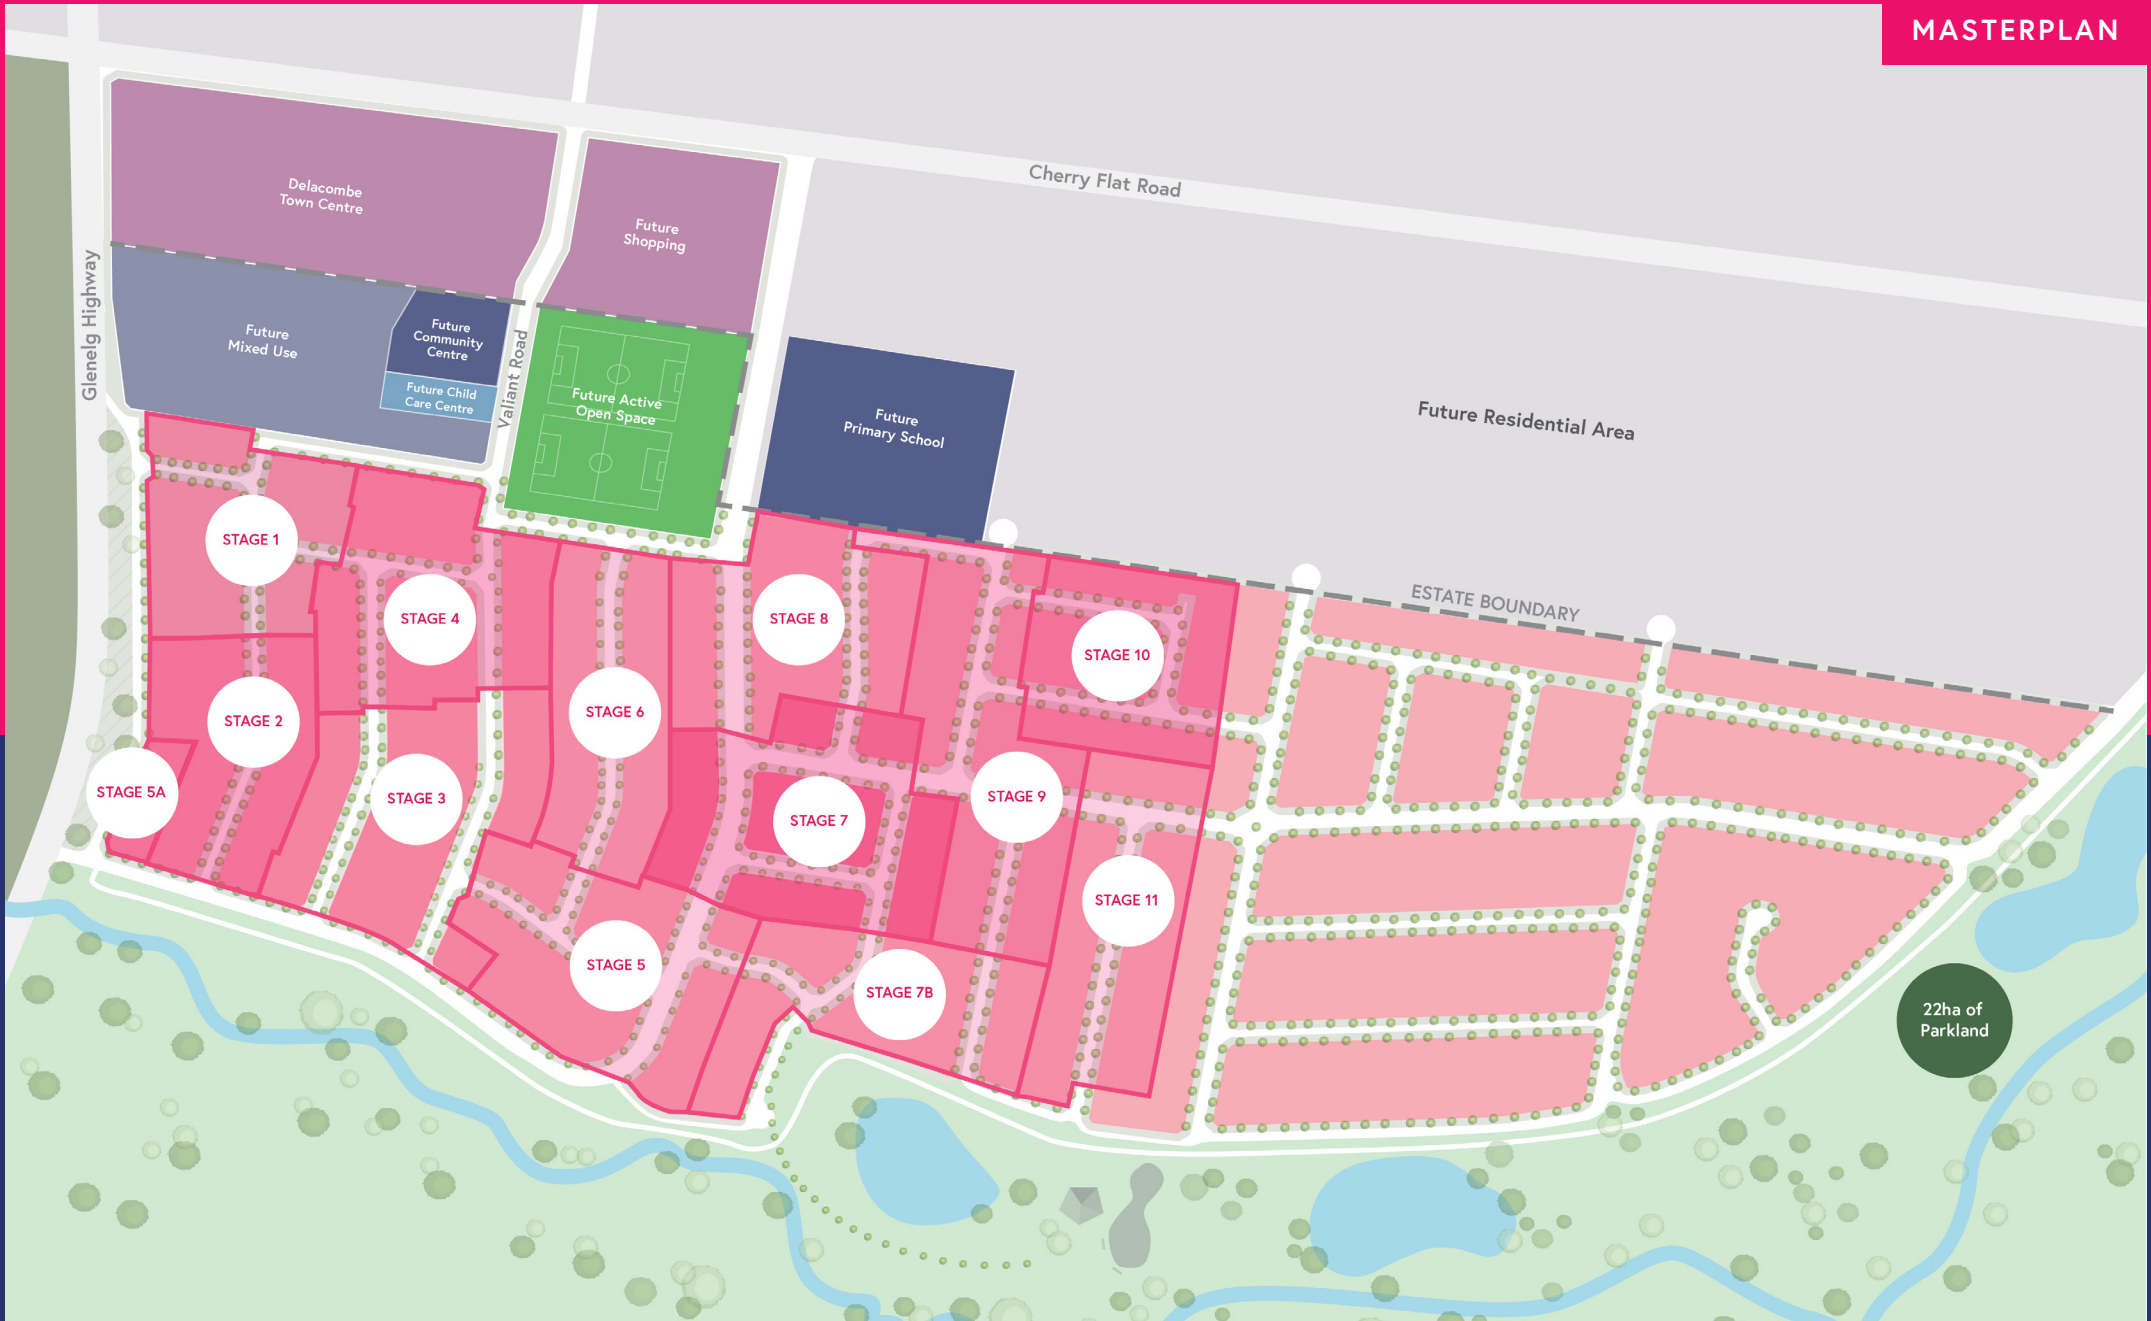 MASTERPLAN
Cherry Flat Road
Delacombe
Town Centre
Future
Shopping
Glenelg Highway
Future
Mixed Use
Future
Community
Centre
Future Child
Care Centre
Valiant Road
Future Active
Open Space
Future
Primary School
Future Residential Area
ESTATE BOUNDARY
STAGE 1
STAGE 4
STAGE 8
STAGE 10
STAGE 2
STAGE 6
STAGE 5A
STAGE 3
STAGE 7
STAGE 9
STAGE 11
STAGE 5
STAGE 7B
22ha of
Parkland